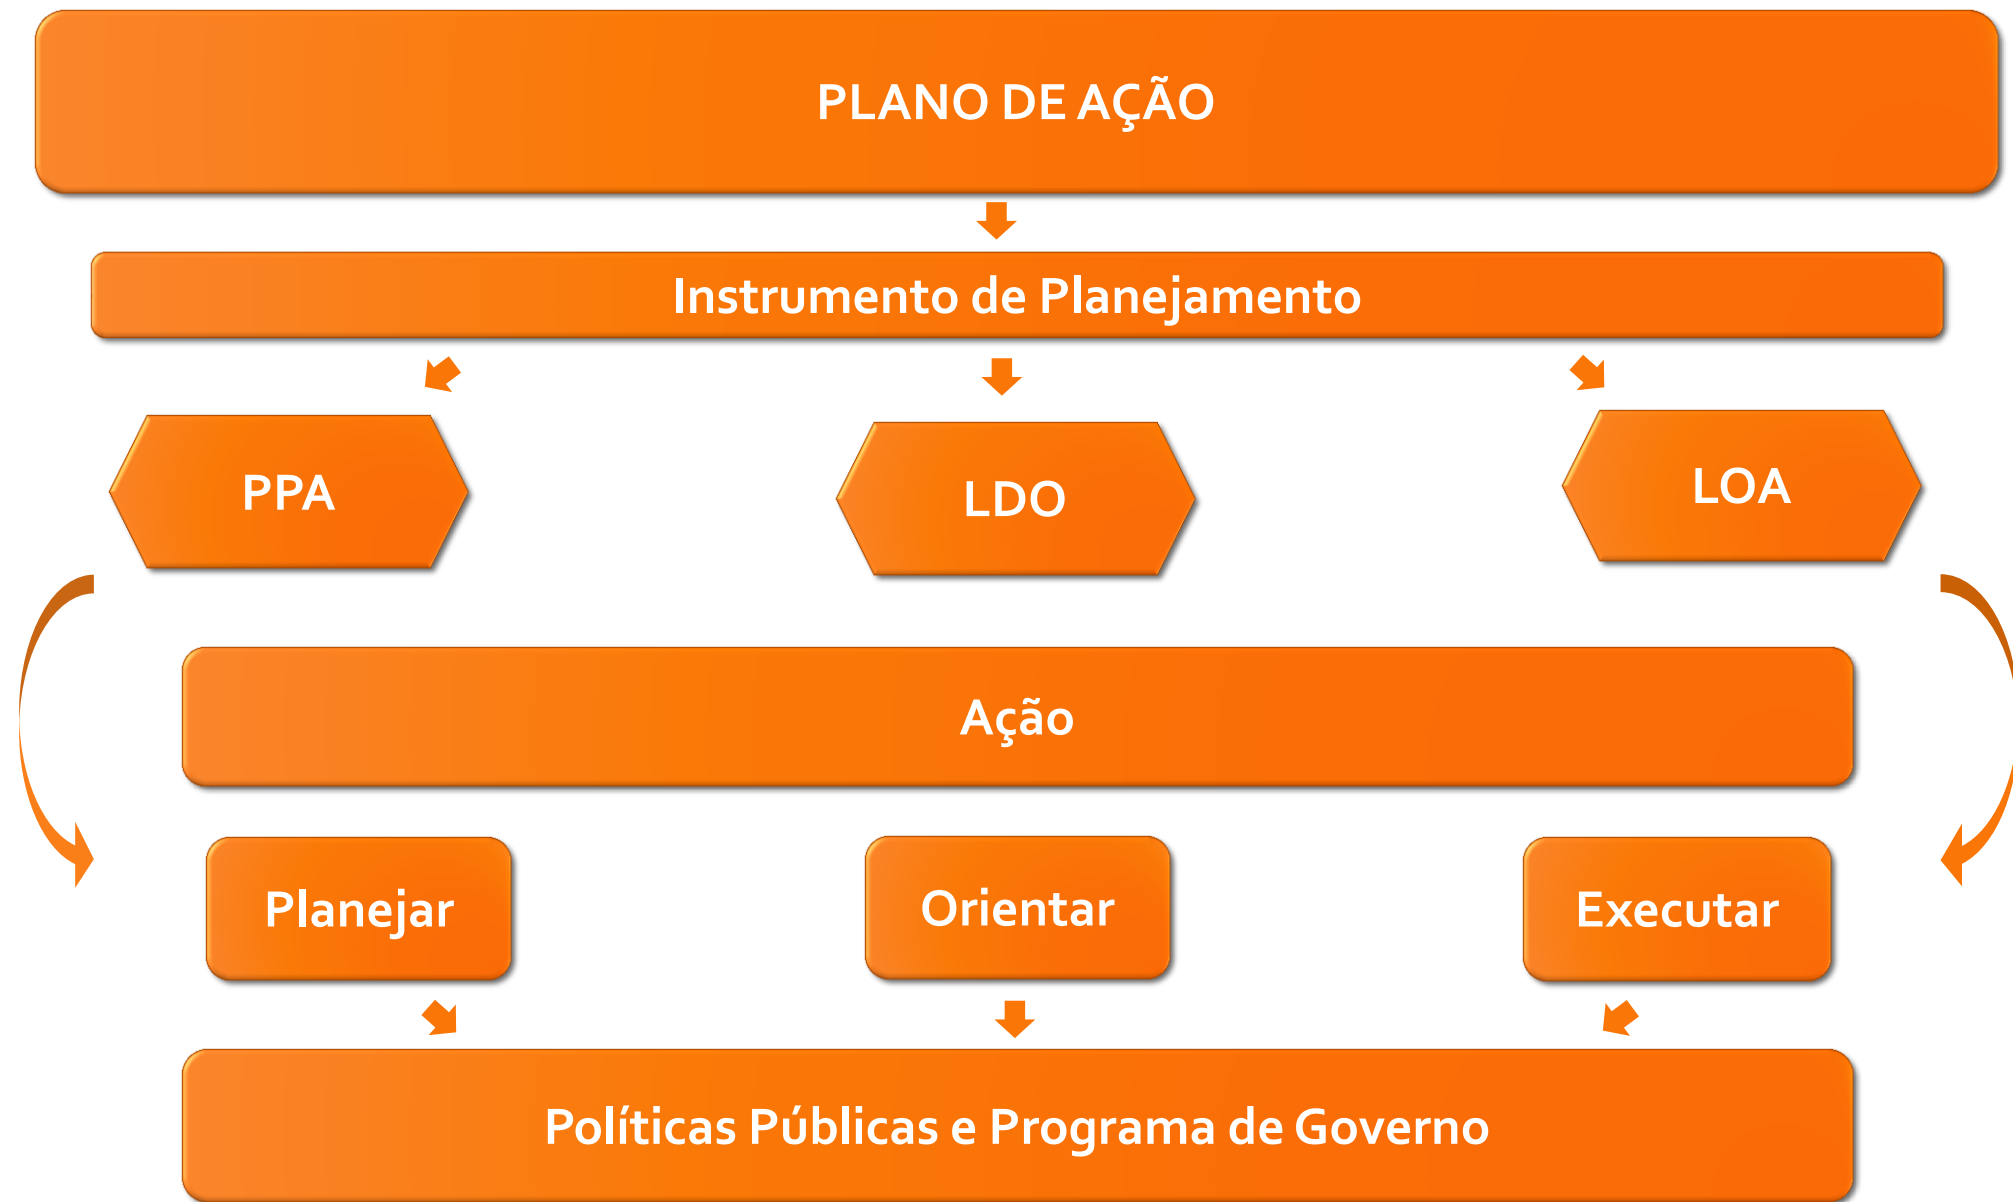 PLANO DE AÇÃO
Instrumento de Planejamento
PPA
LDO
LOA
Ação
Planejar
Orientar
Executar
Políticas Públicas e Programa de Governo